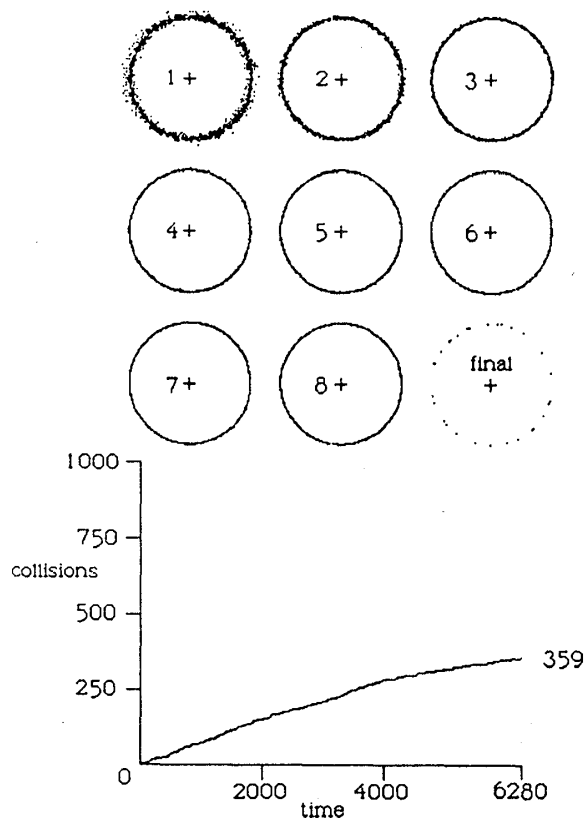 1 + 2 + 3 +
4 + 5 + 6 +
7 + 8 + final
+
1000
750
collisions
500
359
250
0
2000 4000 6280
time